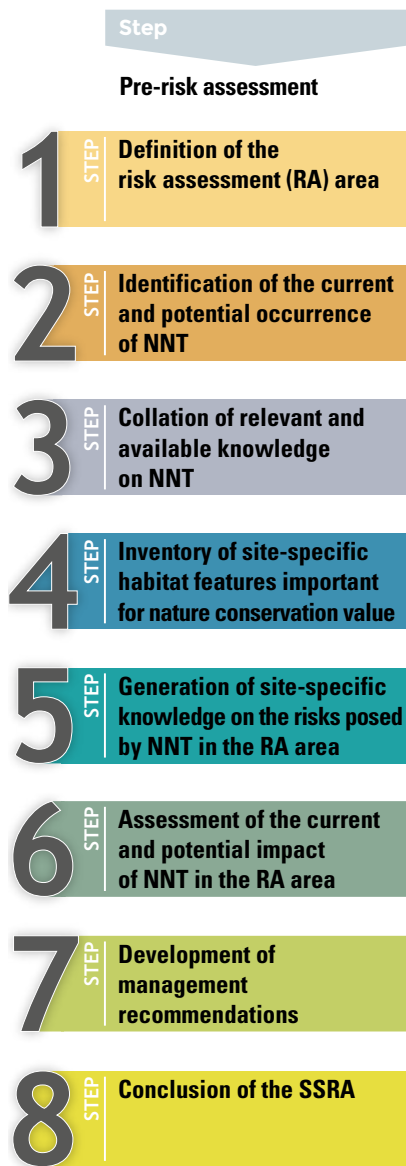 Step
Pre-risk assessment
1
STEP
Definition of the
risk assessment (RA) area
2
STEP
Identification of the current
and potential occurrence
of NNT
3
STEP
Collation of relevant and
available knowledge
on NNT
4
STEP
Inventory of site-specific
habitat features important
for nature conservation value
5
STEP
Generation of site-specific
knowledge on the risks posed
by NNT in the RA area
6
STEP
Assessment of the current
and potential impact
of NNT in the RA area
7
STEP
Development of
management
recommendations
8
STEP
Conclusion of the SSRA